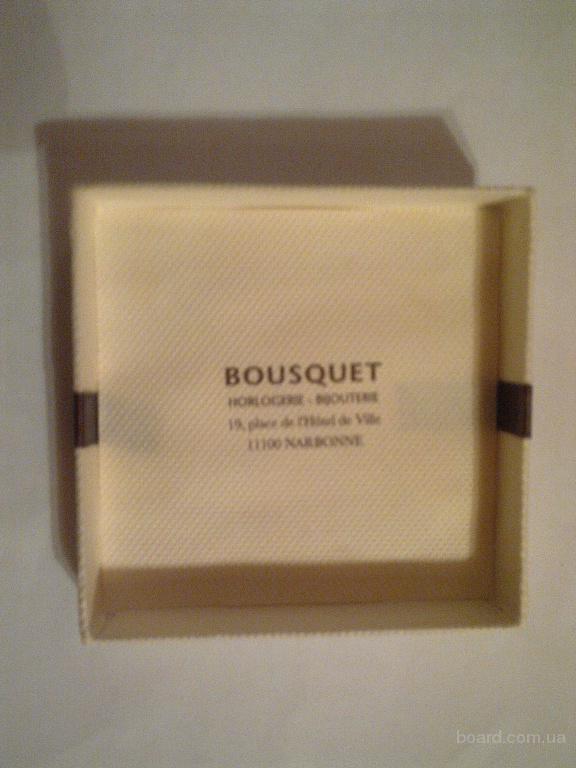 BOUSQUET
HORLOGERIE - BIJOUTERIE
19, place de l'Hôtel de Ville
11100 NARBONNE
board.com.ua